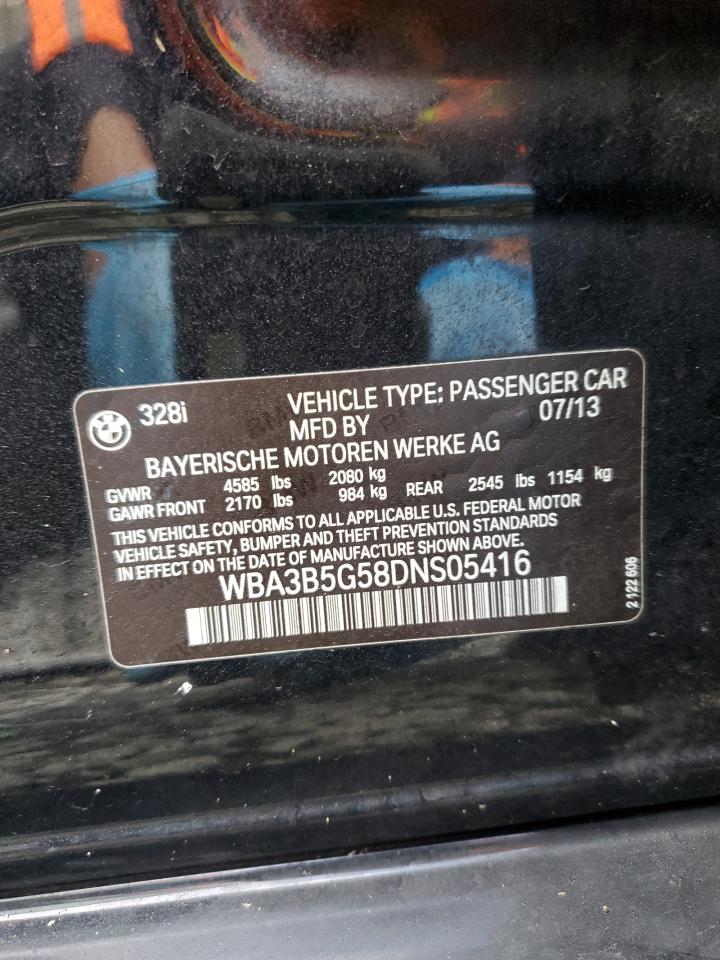 328i VEHICLE TYPE: PASSENGER CAR
MFD BY 07/13
BAYERISCHE MOTOREN WERKE AG
GVWR 4585 lbs 2080 kg
GAWR FRONT 2170 lbs 984 kg REAR 2545 lbs 1154 kg
THIS VEHICLE CONFORMS TO ALL APPLICABLE U.S. FEDERAL MOTOR
VEHICLE SAFETY, BUMPER AND THEFT PREVENTION STANDARDS
IN EFFECT ON THE DATE OF MANUFACTURE SHOWN ABOVE.
WBA3B5G58DNS05416
2 122 606